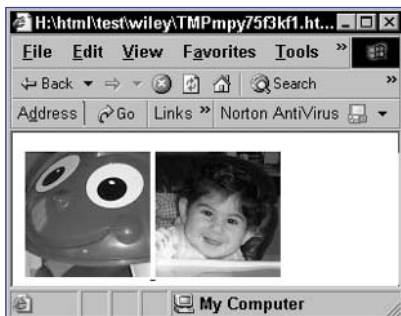 H:\html\test\wiley\TMPmpy75f3kf1.ht...
File Edit View Favorites Tools »
Back Search »
Address Go Links » Norton AntiVirus
My Computer